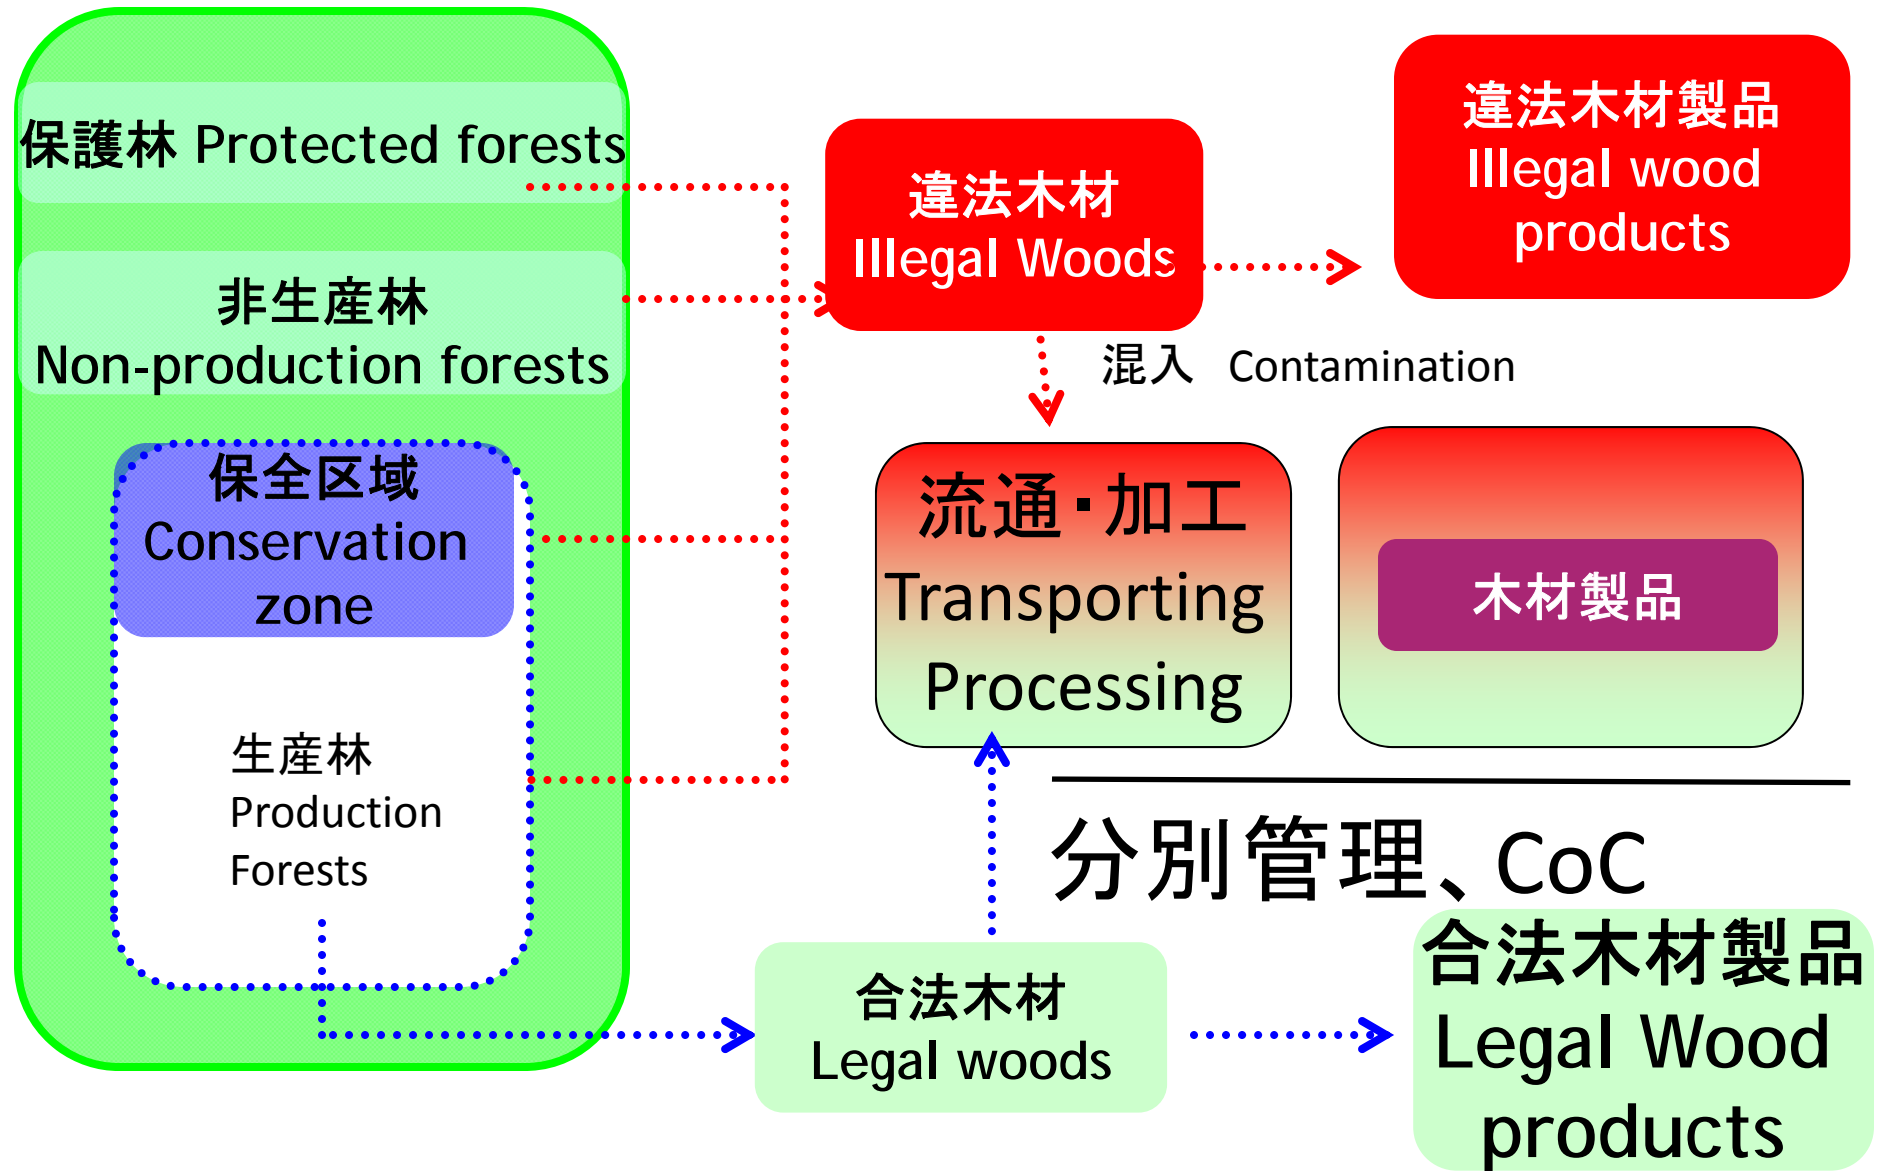 保護林 Protected forests
非生産林
Non-production forests
保全区域
Conservation
zone
生産林
Production
Forests
違法木材
Illegal Woods
違法木材製品
Illegal wood
products
混入 Contamination
流通・加工
Transporting
Processing
木材製品
分別管理、CoC
合法木材
Legal woods
合法木材製品
Legal Wood
products